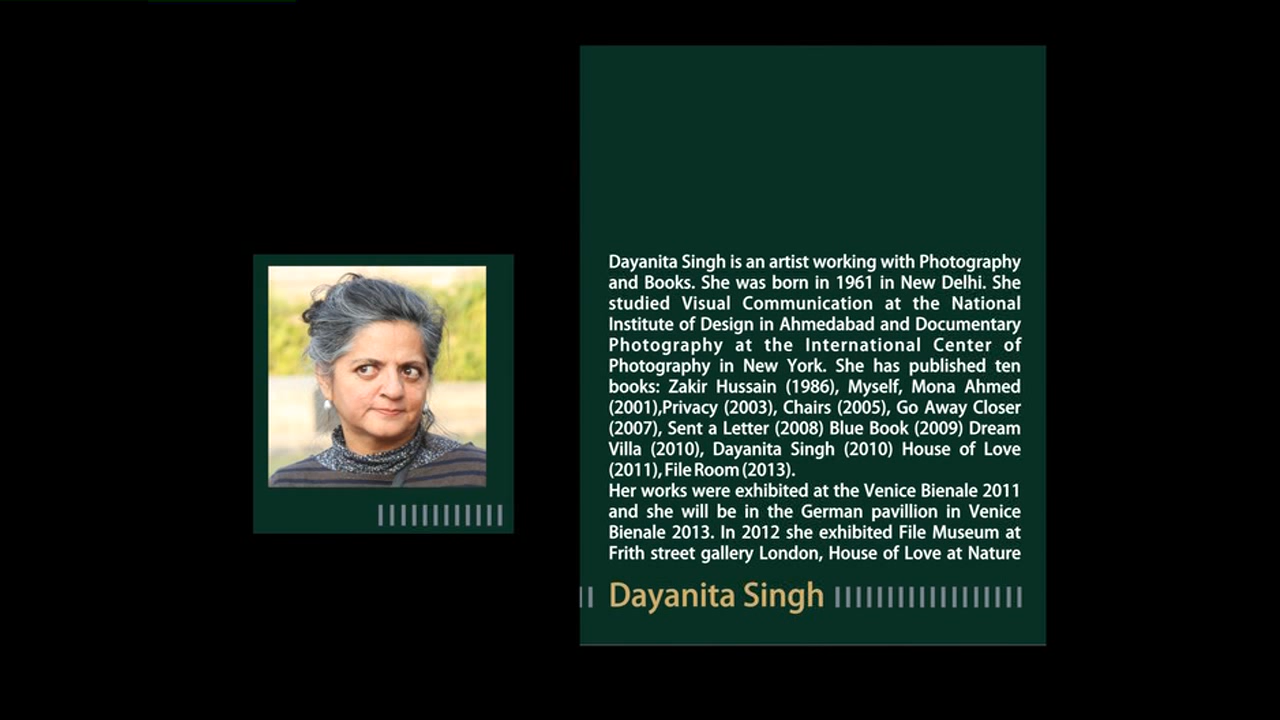 Dayanita Singh is an artist working with Photography
and Books. She was born in 1961 in New Delhi. She
studied Visual Communication at the National
Institute of Design in Ahmedabad and Documentary
Photography at the International Center of
Photography in New York. She has published ten
books: Zakir Hussain (1986), Myself, Mona Ahmed
(2001),Privacy (2003), Chairs (2005), Go Away Closer
(2007), Sent a Letter (2008) Blue Book (2009) Dream
Villa (2010), Dayanita Singh (2010) House of Love
(2011), File Room (2013).
Her works were exhibited at the Venice Bienale 2011
and she will be in the German pavillion in Venice
Bienale 2013. In 2012 she exhibited File Museum at
Frith street gallery London, House of Love at Nature
Dayanita Singh